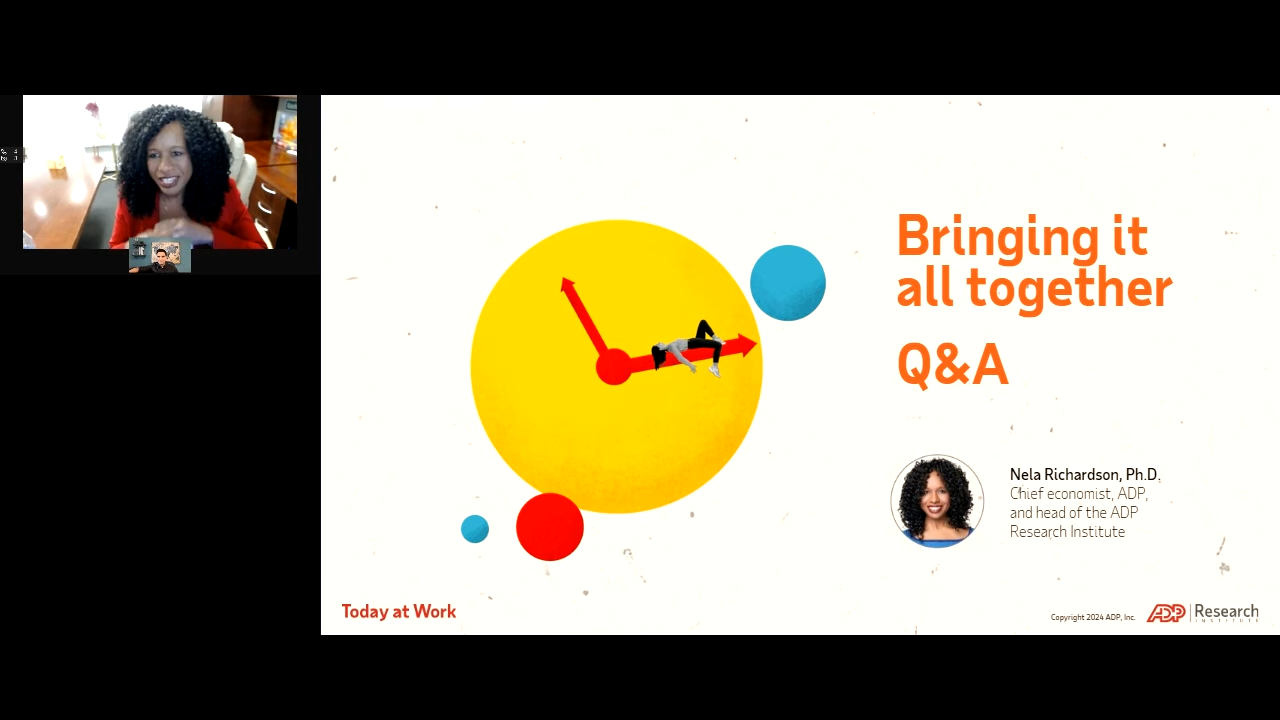 Bringing it
all together
Q&A
Nela Richardson, Ph.D.
Chief economist, ADP,
and head of the ADP
Research Institute
Today at Work
Copyright 2024 ADP, Inc.
ADP
Research
INSTITUTE